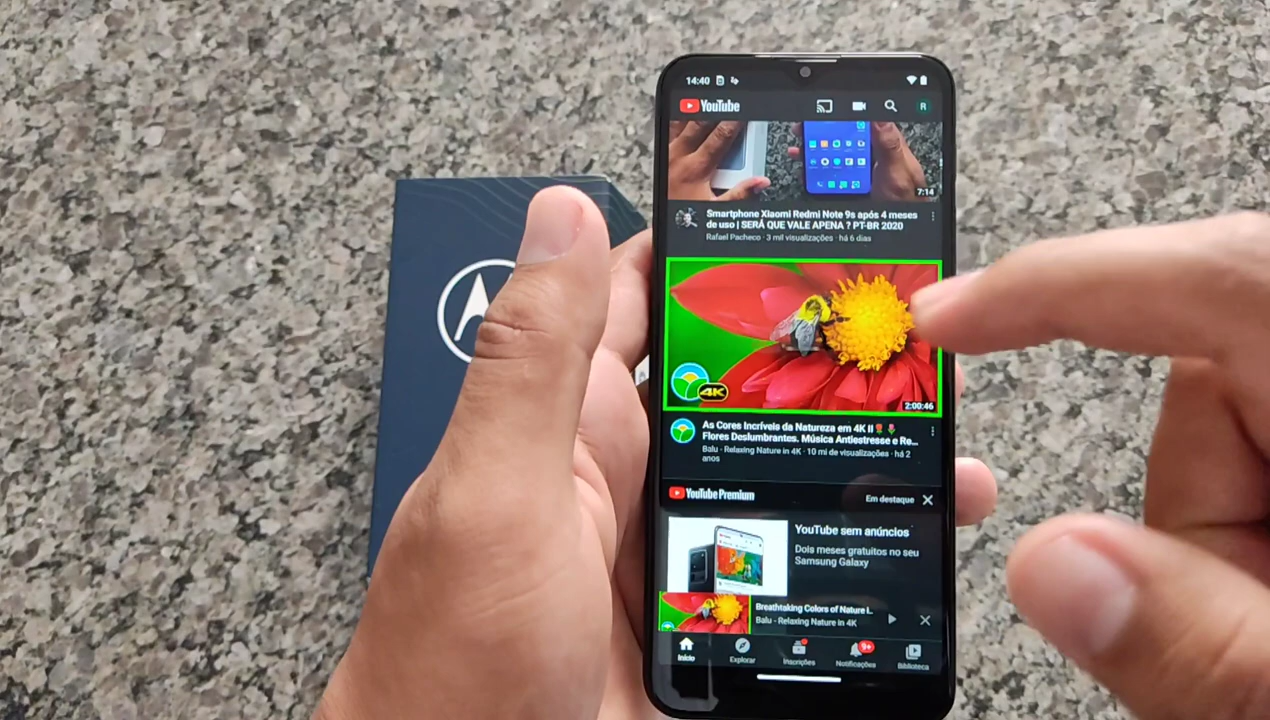 14:40
YouTube
R
7:14
Smartphone Xiaomi Redmi Note 9s após 4 meses
de uso | SERÁ QUE VALE APENA ? PT-BR 2020
Rafael Pacheco · 3 mil visualizações · há 6 dias
4K
2:00:46
As Cores Incríveis da Natureza em 4K II
Flores Deslumbrantes. Música Antiestresse e Re...
Balu - Relaxing Nature in 4K · 10 mi de visualizações · há 2
anos
YouTube Premium
Em destaque
YouTube sem anúncios
Dois meses gratuitos no seu
Samsung Galaxy
Breathtaking Colors of Nature I..
Balu - Relaxing Nature in 4K
9+
Início
Explorar
Inscrições
Notificações
Biblioteca